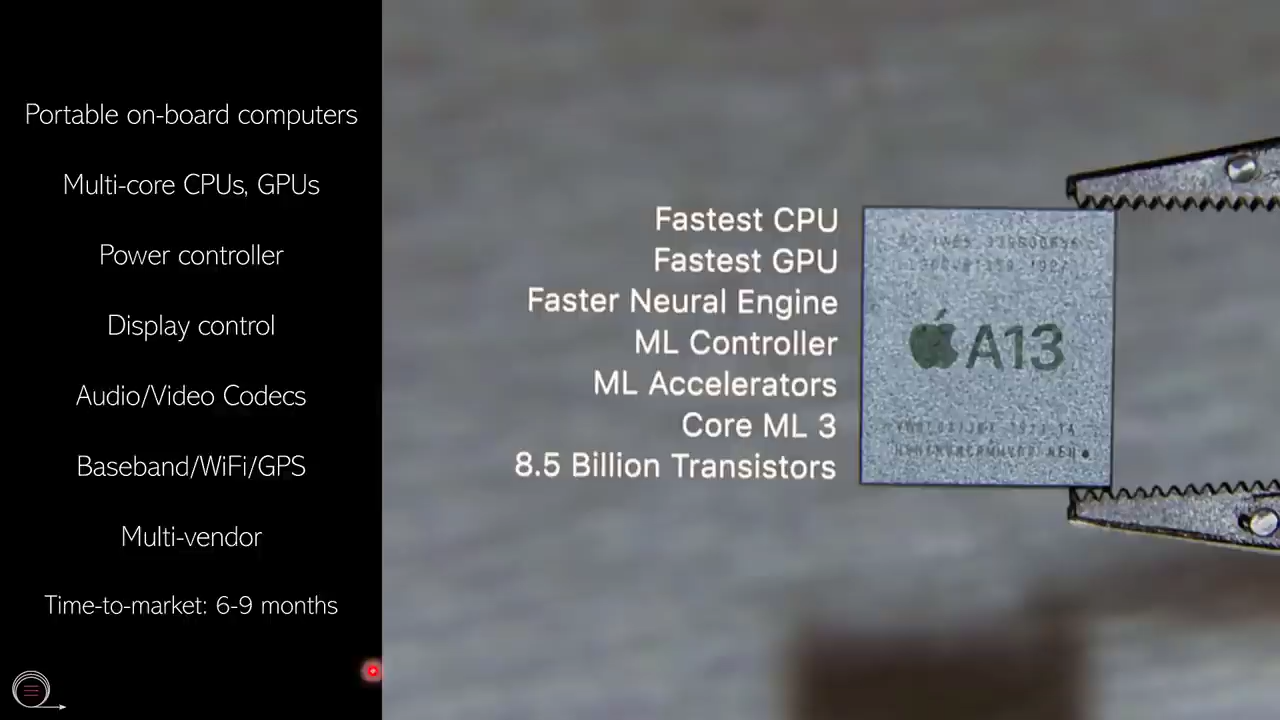 Portable on-board computers
Multi-core CPUs, GPUs
Power controller
Display control
Audio/Video Codecs
Baseband/WiFi/GPS
Multi-vendor
Time-to-market: 6-9 months
Fastest CPU
Fastest GPU
Faster Neural Engine
ML Controller
ML Accelerators
Core ML 3
8.5 Billion Transistors
A13